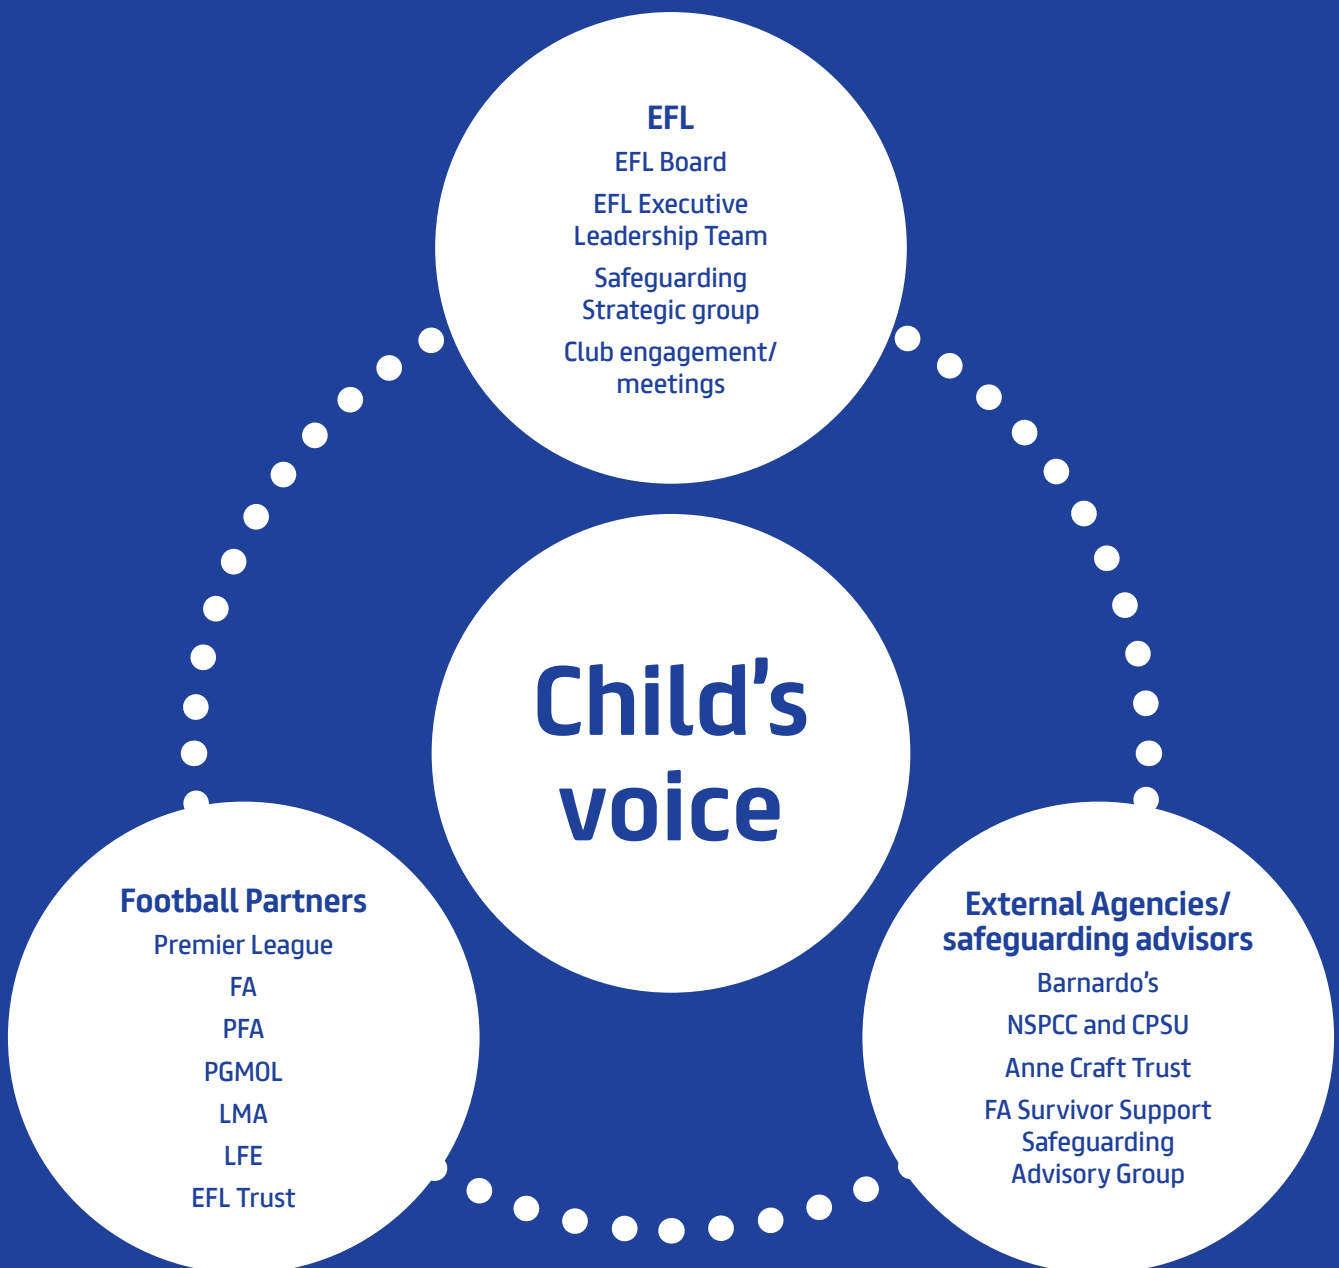 EFL
EFL Board
EFL Executive
Leadership Team
Safeguarding
Strategic group
Club engagement/
meetings
Child’s
voice
Football Partners
Premier League
FA
PFA
PGMOL
LMA
LFE
EFL Trust
External Agencies/
safeguarding advisors
Barnardo’s
NSPCC and CPSU
Anne Craft Trust
FA Survivor Support
Safeguarding
Advisory Group